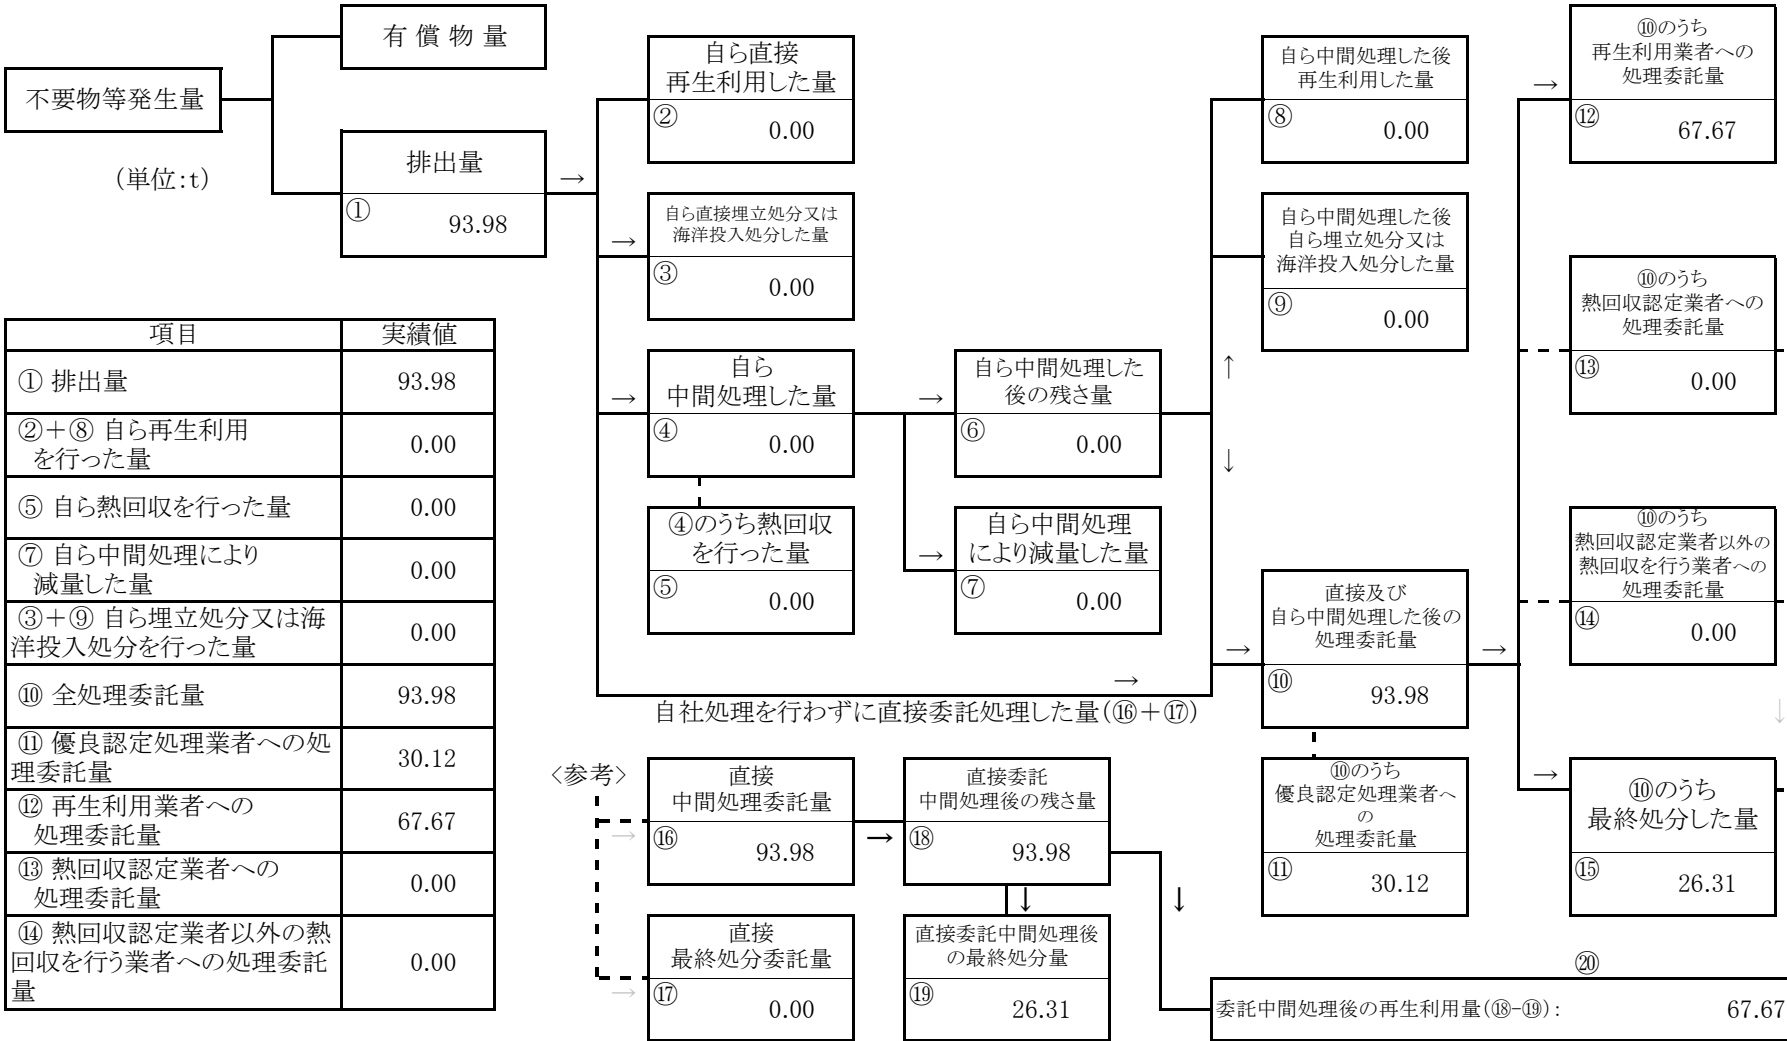 不要物等発生量
(単位:t)
有 償 物 量
排出量
①
93.98
→
自ら直接
再生利用した量
②
0.00
→
自ら直接埋立処分又は
海洋投入処分した量
③
0.00
→
自ら
中間処理した量
④
0.00
④のうち熱回収
を行った量
⑤
0.00
→
自ら中間処理した
後の残さ量
⑥
0.00
→
自ら中間処理
により減量した量
⑦
0.00
→
自社処理を行わずに直接委託処理した量(⑯+⑰)
↑
↓
自ら中間処理した後
再生利用した量
⑧
0.00
自ら中間処理した後
自ら埋立処分又は
海洋投入処分した量
⑨
0.00
→
直接及び
自ら中間処理した後の
処理委託量
⑩
93.98
→
⑩のうち
優良認定処理業者へ
の
処理委託量
⑪
30.12
→
⑩のうち
再生利用業者への
処理委託量
⑫
67.67
⑩のうち
熱回収認定業者への
処理委託量
⑬
0.00
⑩のうち
熱回収認定業者以外の
熱回収を行う業者への
処理委託量
⑭
0.00
↓
→
⑩のうち
最終処分した量
⑮
26.31
項目 実績値
① 排出量 93.98
②+⑧ 自ら再生利用
を行った量 0.00
⑤ 自ら熱回収を行った量 0.00
⑦ 自ら中間処理により
減量した量 0.00
③+⑨ 自ら埋立処分又は海
洋投入処分を行った量 0.00
⑩ 全処理委託量 93.98
⑪ 優良認定処理業者への処
理委託量 30.12
⑫ 再生利用業者への
処理委託量 67.67
⑬ 熱回収認定業者への
処理委託量 0.00
⑭ 熱回収認定業者以外の熱
回収を行う業者への処理委託
量 0.00
<参考>
→
直接
中間処理委託量
⑯
93.98
→
直接委託
中間処理後の残さ量
⑱
93.98
↓
↓
→
直接
最終処分委託量
⑰
0.00
直接委託中間処理後
の最終処分量
⑲
26.31
⑳
委託中間処理後の再生利用量(⑱-⑲): 67.67